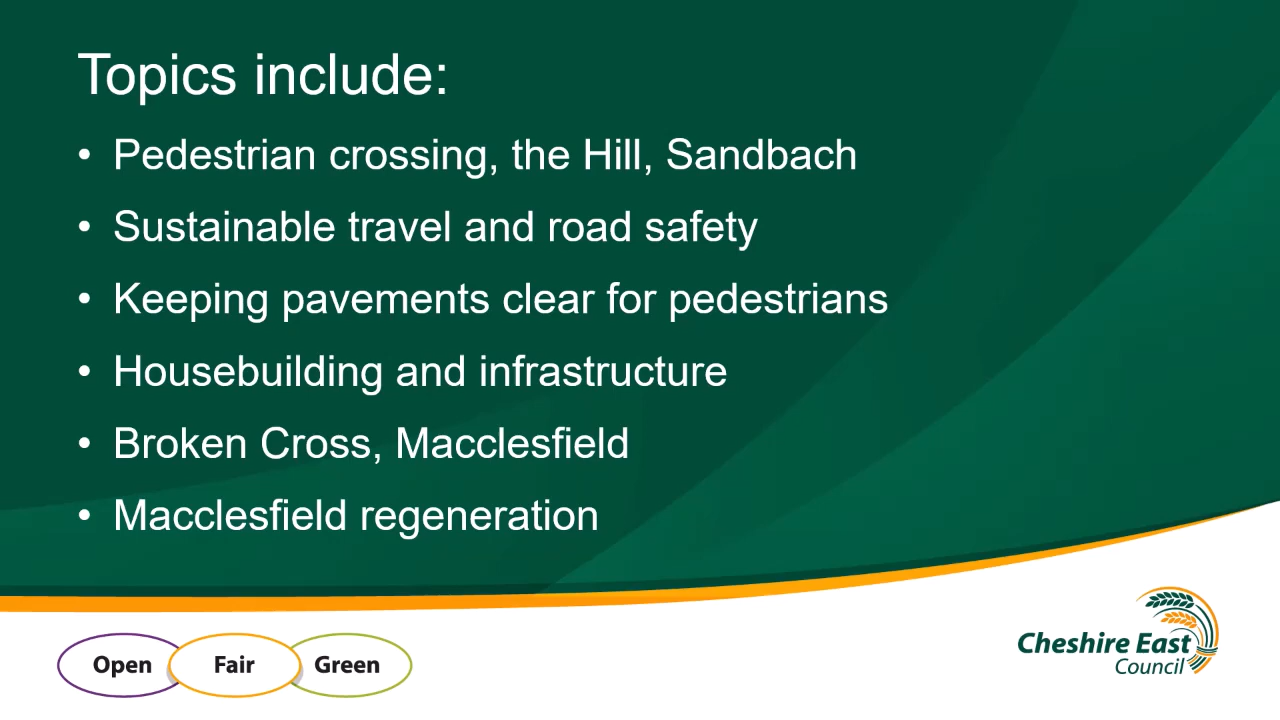 Topics include:
• Pedestrian crossing, the Hill, Sandbach
• Sustainable travel and road safety
• Keeping pavements clear for pedestrians
• Housebuilding and infrastructure
• Broken Cross, Macclesfield
• Macclesfield regeneration
Open Fair Green
Cheshire East
Council